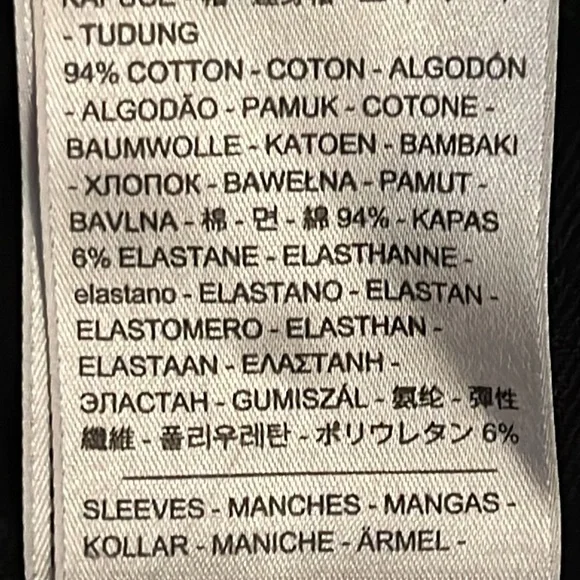 - TUDUNG
94% COTTON - COTON - ALGODÓN
- ALGODÃO - PAMUK - COTONE -
BAUMWOLLE - KATOEN - BAMBAKI
- ХЛОПОК - BAWEŁNA - PAMUT -
BAVLNA - 棉 - 면 - 綿 94% - KAPAS
6% ELASTANE - ELASTHANNE -
elastano - ELASTANO - ELASTAN -
ELASTOMERO - ELASTHAN -
ELASTAAN - ΕΛΑΣΤΑΝΗ -
ЭЛАСТАН - GUMISZÁL - 氨纶 - 彈性
纖維 - 폴리우레탄 - ポリウレタン 6%
SLEEVES - MANCHES - MANGAS -
KOLLAR - MANICHE - ÄRMEL -